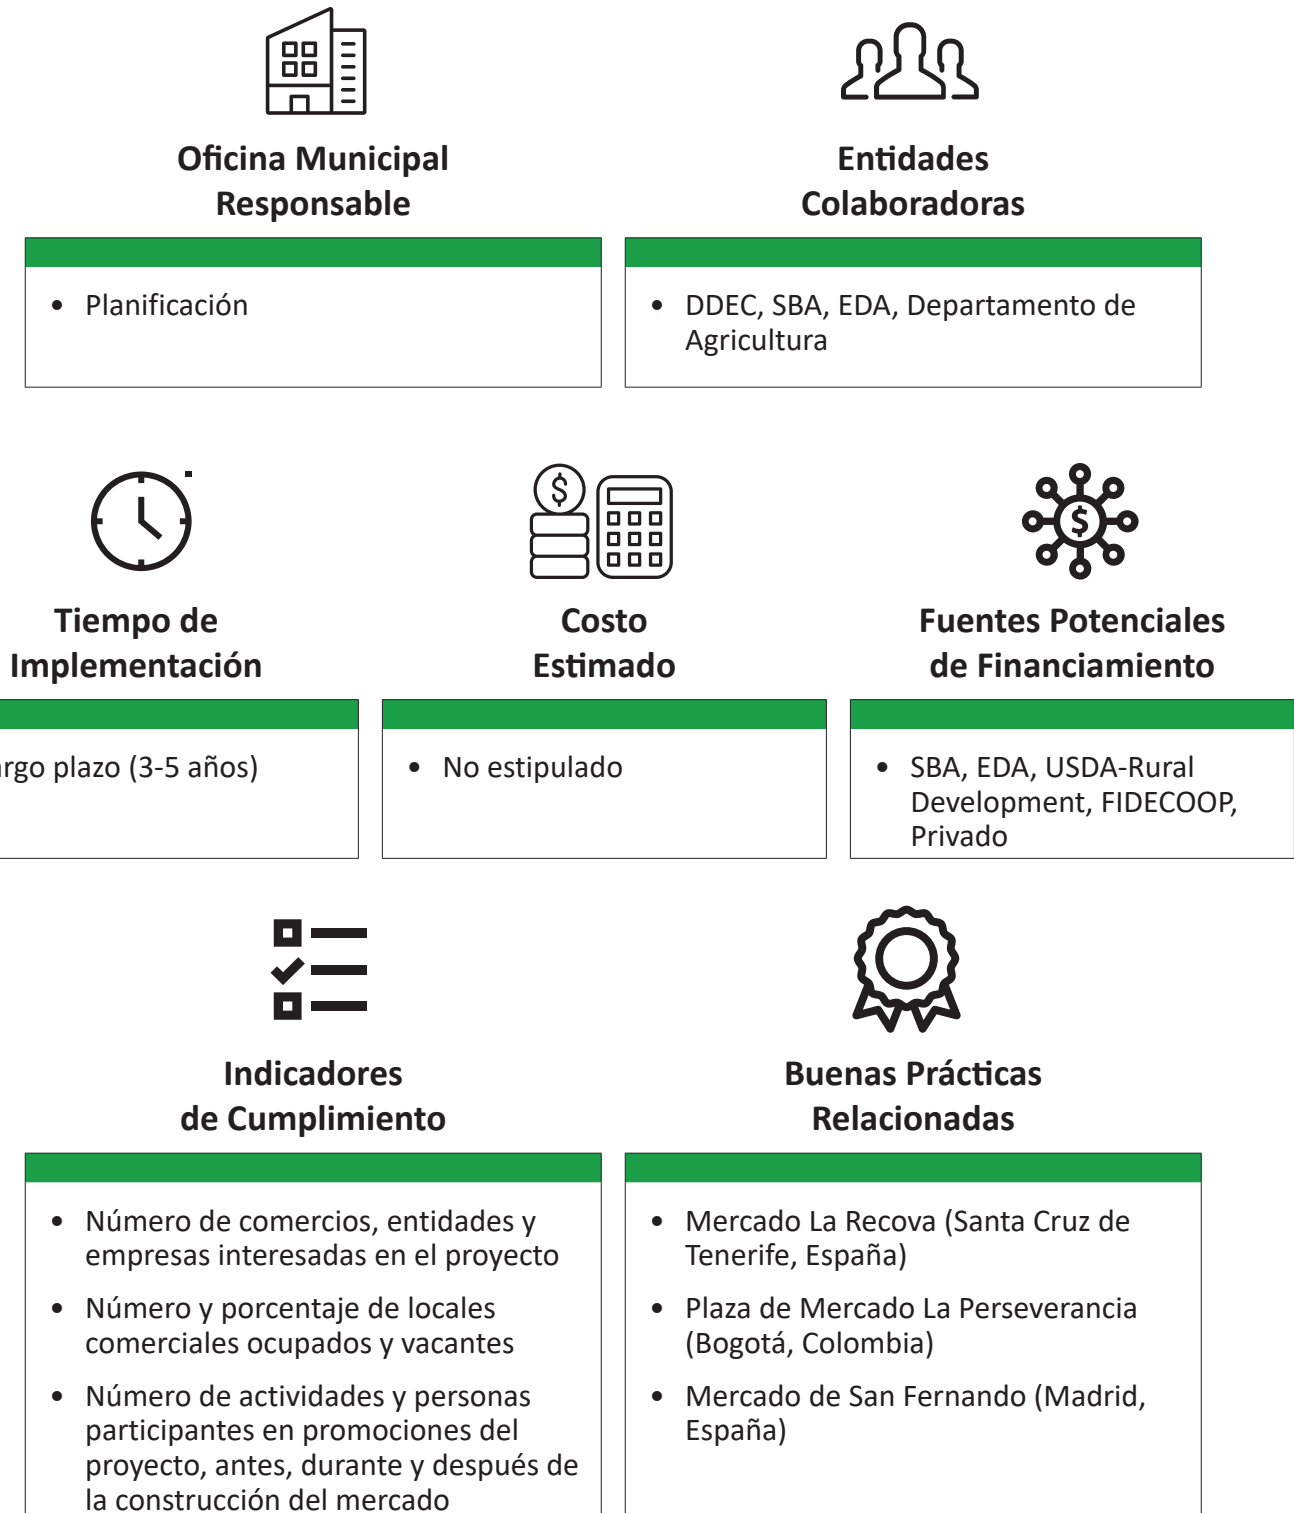 Oficina Municipal
Responsable
• Planificación
Entidades
Colaboradoras
• DDEC, SBA, EDA, Departamento de
Agricultura
Tiempo de
Implementación
argo plazo (3-5 años)
Costo
Estimado
• No estipulado
Fuentes Potenciales
de Financiamiento
• SBA, EDA, USDA-Rural
Development, FIDECOOP,
Privado
Indicadores
de Cumplimiento
• Número de comercios, entidades y
empresas interesadas en el proyecto
• Número y porcentaje de locales
comerciales ocupados y vacantes
• Número de actividades y personas
participantes en promociones del
proyecto, antes, durante y después de
la construcción del mercado
Buenas Prácticas
Relacionadas
• Mercado La Recova (Santa Cruz de
Tenerife, España)
• Plaza de Mercado La Perseverancia
(Bogotá, Colombia)
• Mercado de San Fernando (Madrid,
España)